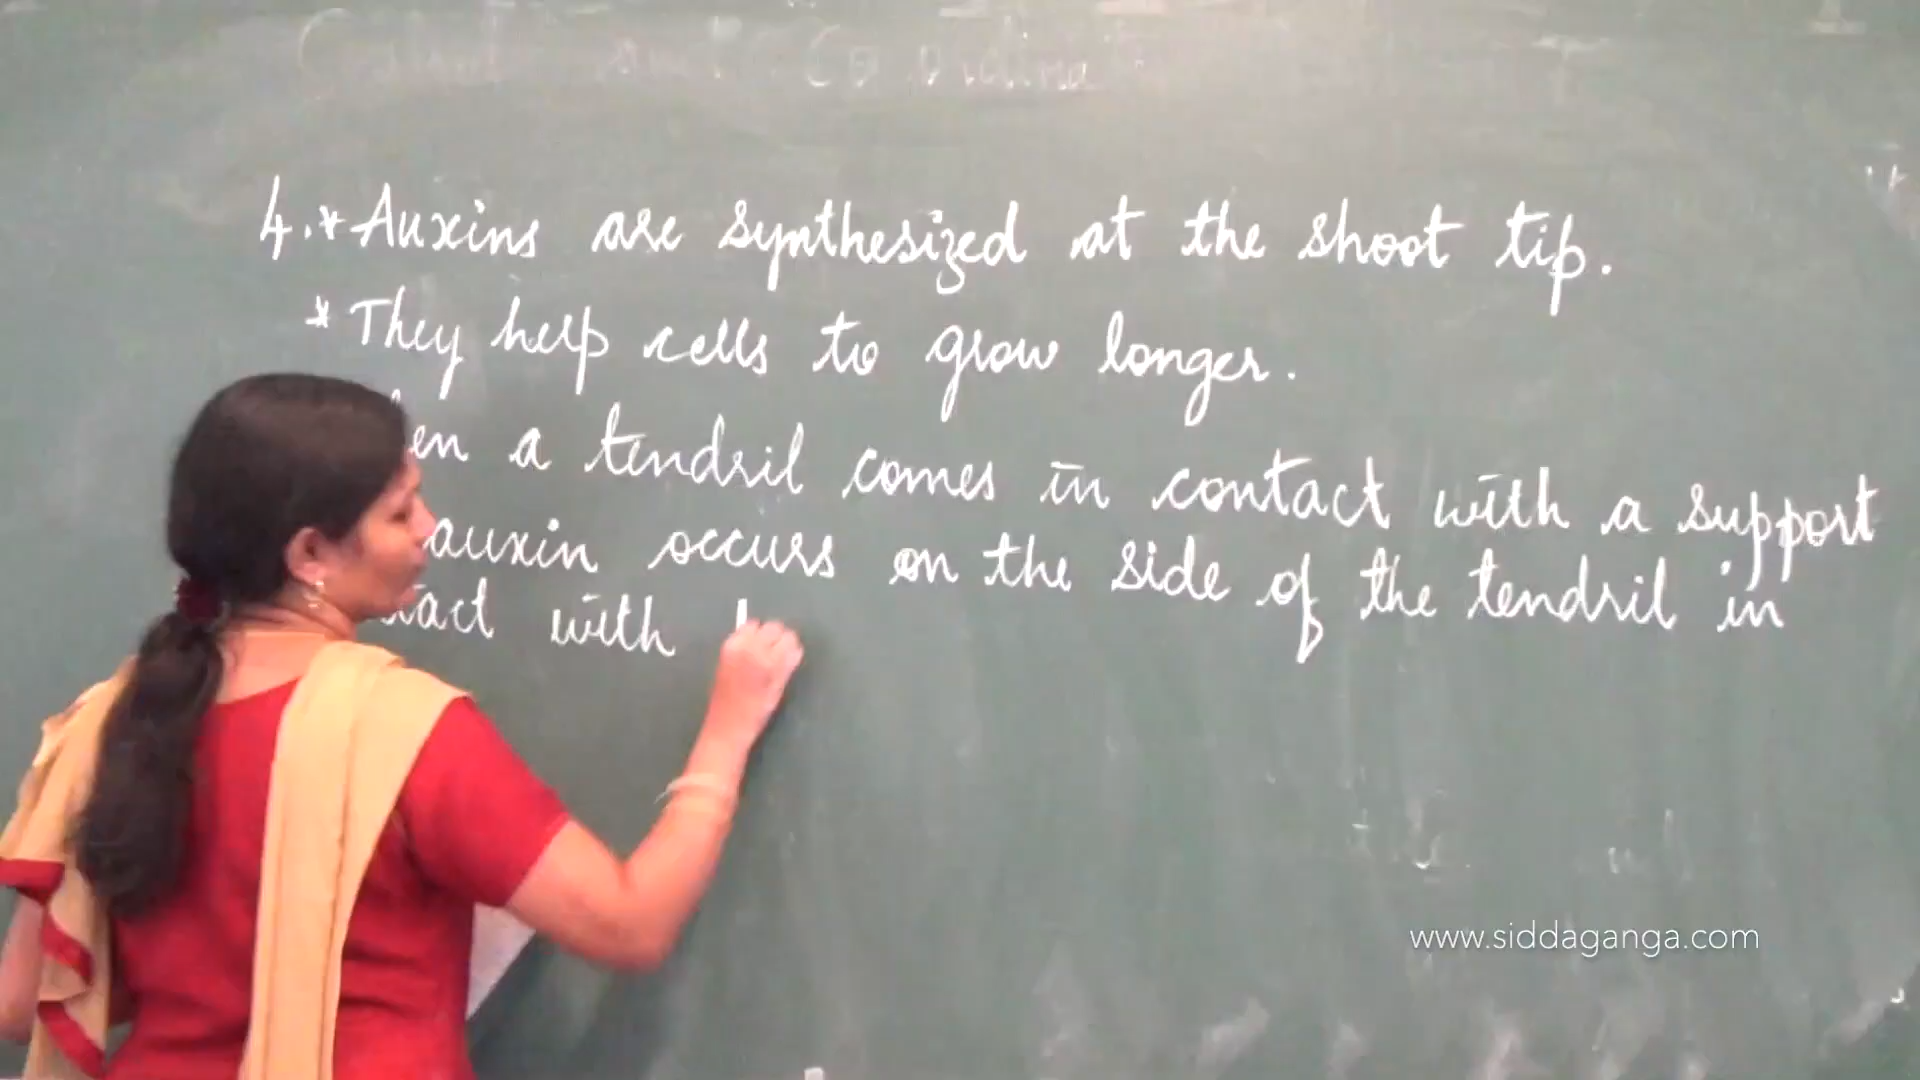 4.* Auxins are synthesized at the shoot tip.
* They help cells to grow longer.
en a tendril comes in contact with a support
auxin occurs on the side of the tendril in
tact with
www.siddaganga.com